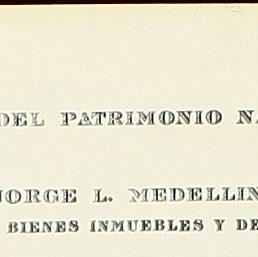 DEL PATRIMONIO NA
JORGE L. MEDELLIN
BIENES INMUEBLES Y DE